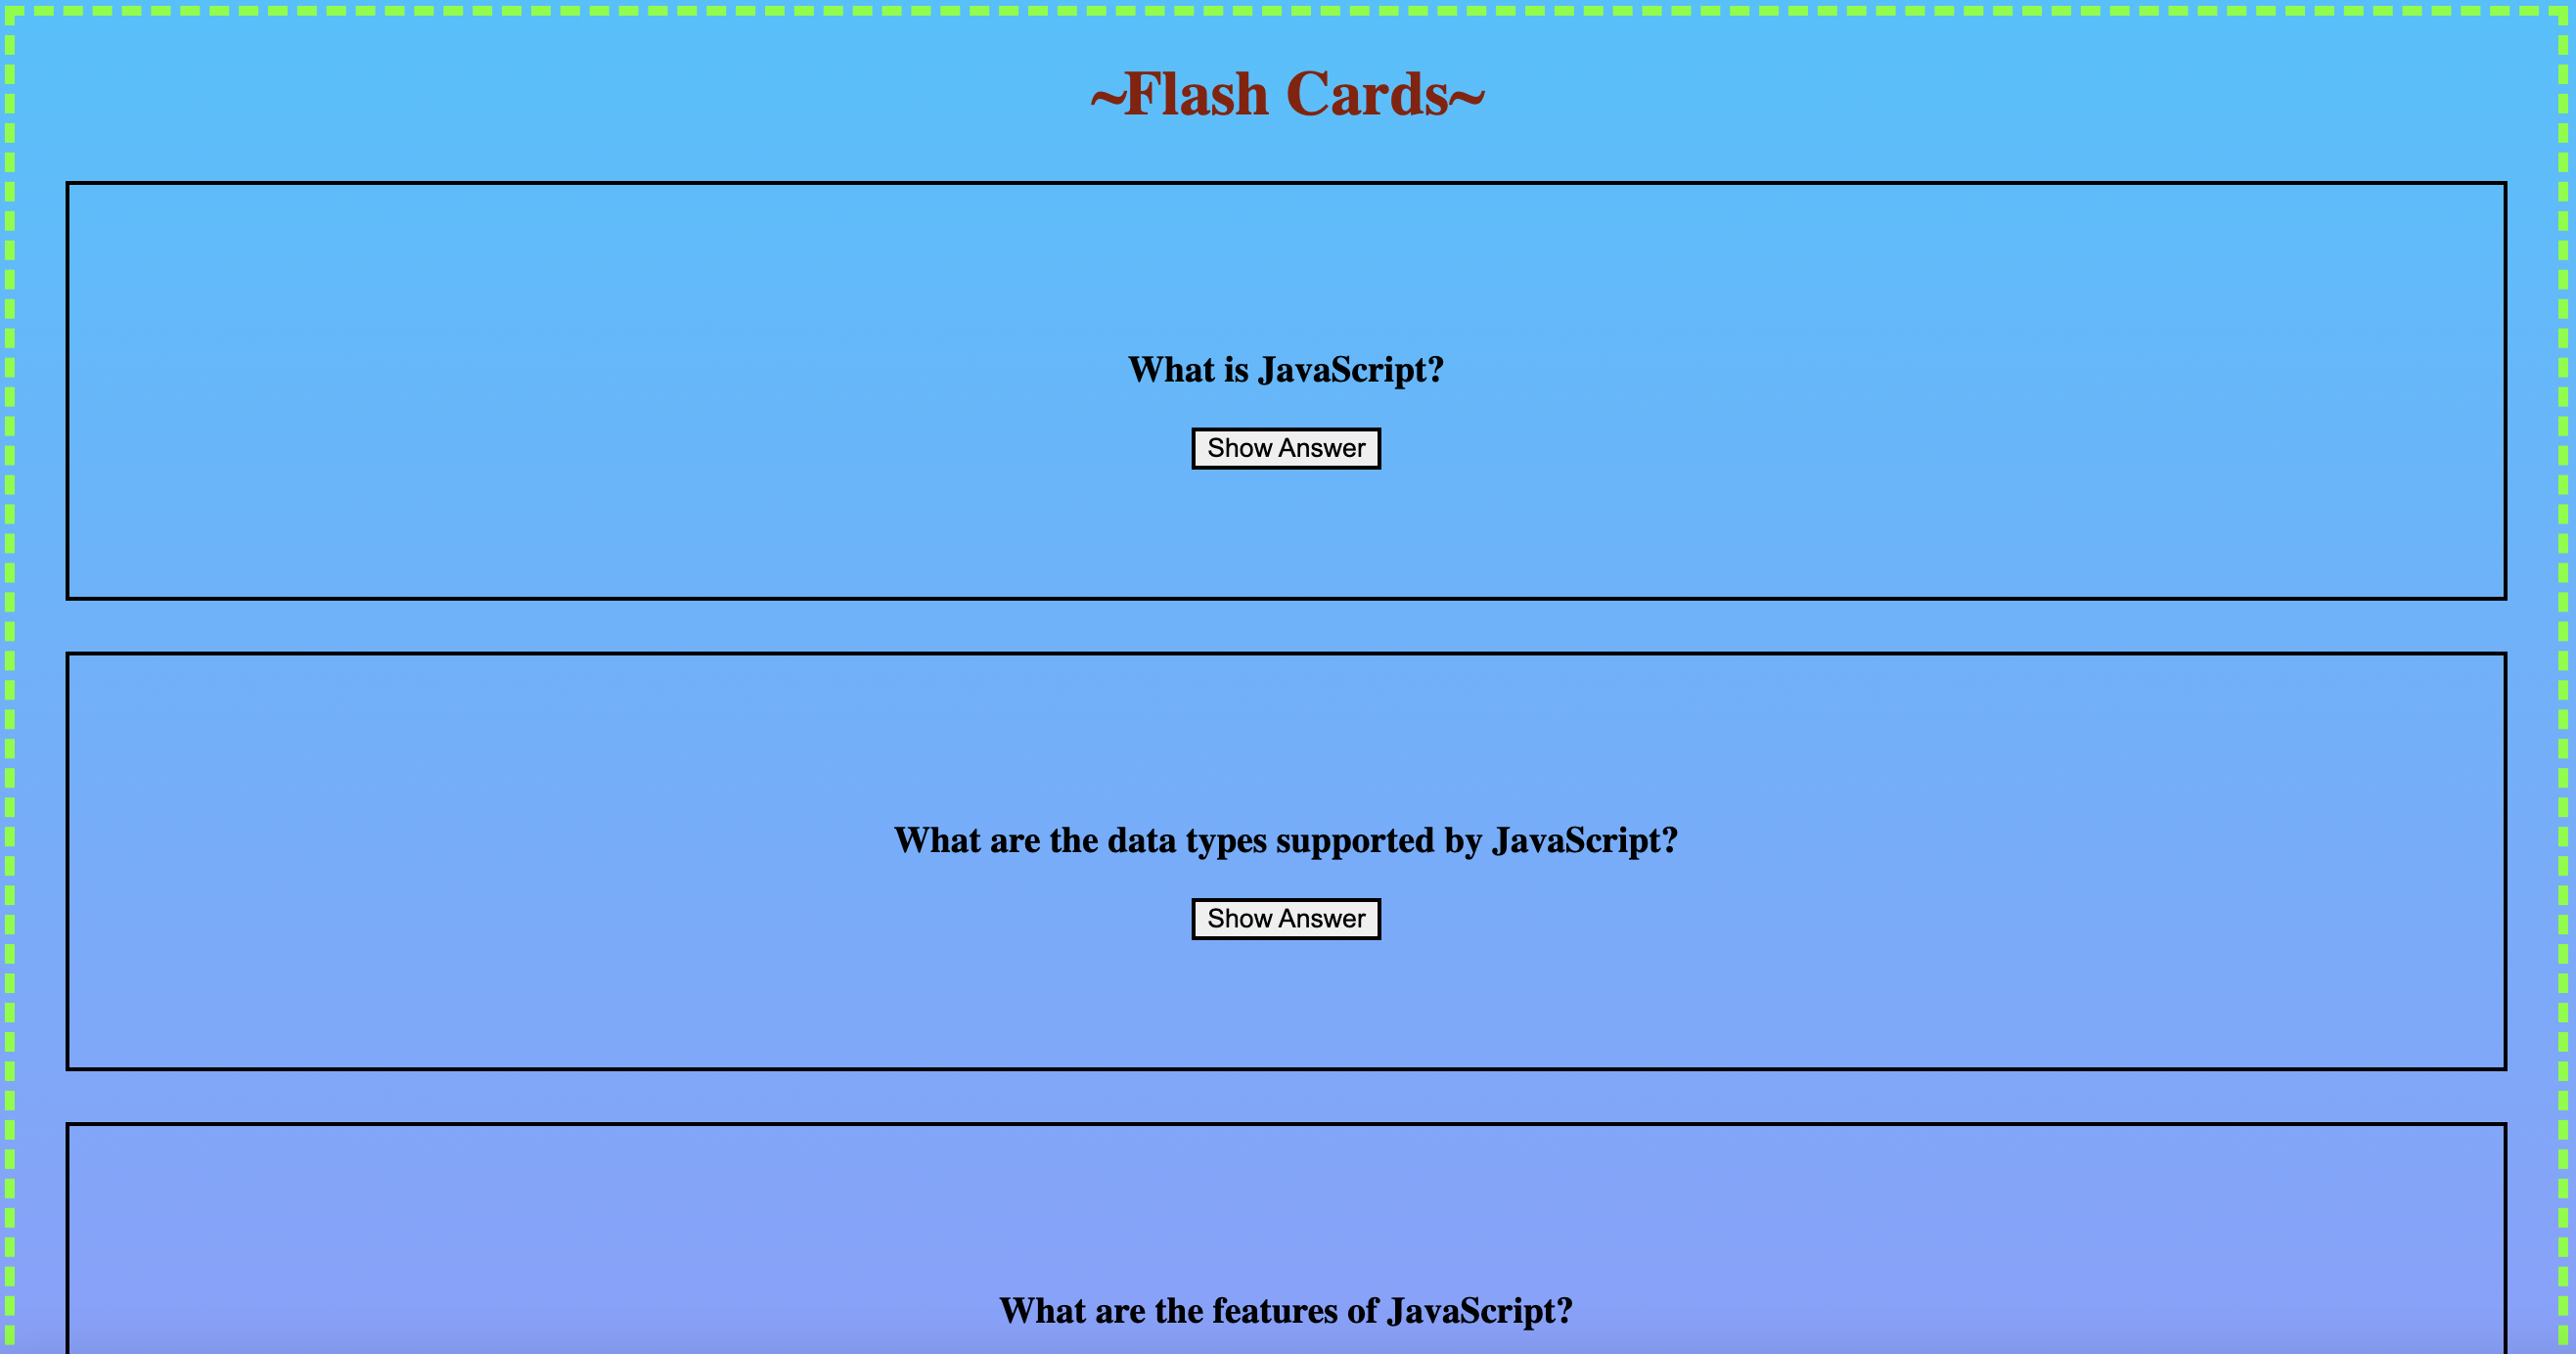 ~Flash Cards~
What is JavaScript?
Show Answer
What are the data types supported by JavaScript?
Show Answer
What are the features of JavaScript?